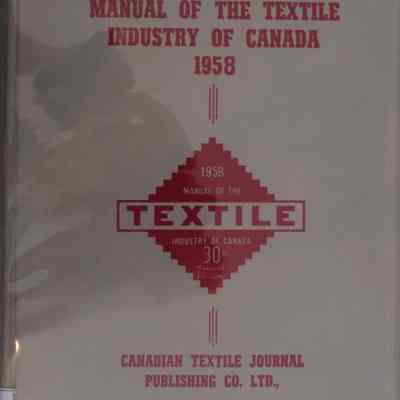 MANUAL OF THE TEXTILE
INDUSTRY OF CANADA
1958
1958
MANUAL OF THE
TEXTILE
INDUSTRY OF CANADA
30
CANADIAN TEXTILE JOURNAL
PUBLISHING CO. LTD.,